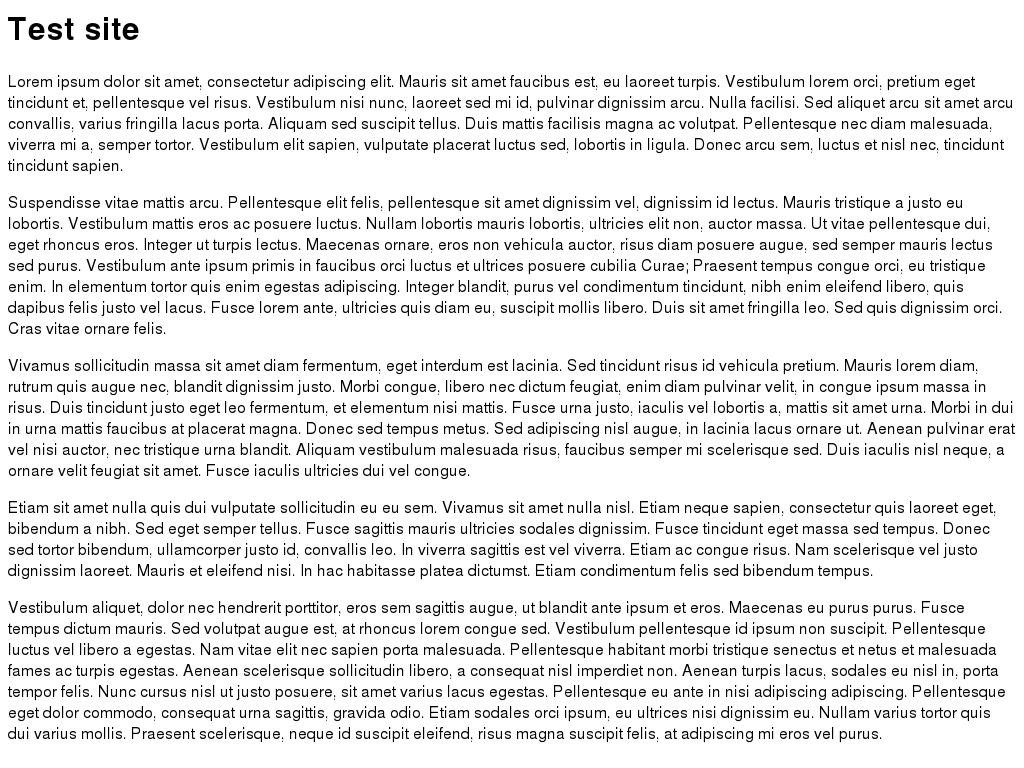 Test site
Lorem ipsum dolor sit amet, consectetur adipiscing elit. Mauris sit amet faucibus est, eu laoreet turpis. Vestibulum lorem orci, pretium eget
tincidunt et, pellentesque vel risus. Vestibulum nisi nunc, laoreet sed mi id, pulvinar dignissim arcu. Nulla facilisi. Sed aliquet arcu sit amet arcu
convallis, varius fringilla lacus porta. Aliquam sed suscipit tellus. Duis mattis facilisis magna ac volutpat. Pellentesque nec diam malesuada,
viverra mi a, semper tortor. Vestibulum elit sapien, vulputate placerat luctus sed, lobortis in ligula. Donec arcu sem, luctus et nisl nec, tincidunt
tincidunt sapien.
Suspendisse vitae mattis arcu. Pellentesque elit felis, pellentesque sit amet dignissim vel, dignissim id lectus. Mauris tristique a justo eu
lobortis. Vestibulum mattis eros ac posuere luctus. Nullam lobortis mauris lobortis, ultricies elit non, auctor massa. Ut vitae pellentesque dui,
eget rhoncus eros. Integer ut turpis lectus. Maecenas ornare, eros non vehicula auctor, risus diam posuere augue, sed semper mauris lectus
sed purus. Vestibulum ante ipsum primis in faucibus orci luctus et ultrices posuere cubilia Curae; Praesent tempus congue orci, eu tristique
enim. In elementum tortor quis enim egestas adipiscing. Integer blandit, purus vel condimentum tincidunt, nibh enim eleifend libero, quis
dapibus felis justo vel lacus. Fusce lorem ante, ultricies quis diam eu, suscipit mollis libero. Duis sit amet fringilla leo. Sed quis dignissim orci.
Cras vitae ornare felis.
Vivamus sollicitudin massa sit amet diam fermentum, eget interdum est lacinia. Sed tincidunt risus id vehicula pretium. Mauris lorem diam,
rutrum quis augue nec, blandit dignissim justo. Morbi congue, libero nec dictum feugiat, enim diam pulvinar velit, in congue ipsum massa in
risus. Duis tincidunt justo eget leo fermentum, et elementum nisi mattis. Fusce urna justo, iaculis vel lobortis a, mattis sit amet urna. Morbi in dui
in urna mattis faucibus at placerat magna. Donec sed tempus metus. Sed adipiscing nisl augue, in lacinia lacus ornare ut. Aenean pulvinar erat
vel nisi auctor, nec tristique urna blandit. Aliquam vestibulum malesuada risus, faucibus semper mi scelerisque sed. Duis iaculis nisl neque, a
ornare velit feugiat sit amet. Fusce iaculis ultricies dui vel congue.
Etiam sit amet nulla quis dui vulputate sollicitudin eu eu sem. Vivamus sit amet nulla nisl. Etiam neque sapien, consectetur quis laoreet eget,
bibendum a nibh. Sed eget semper tellus. Fusce sagittis mauris ultricies sodales dignissim. Fusce tincidunt eget massa sed tempus. Donec
sed tortor bibendum, ullamcorper justo id, convallis leo. In viverra sagittis est vel viverra. Etiam ac congue risus. Nam scelerisque vel justo
dignissim laoreet. Mauris et eleifend nisi. In hac habitasse platea dictumst. Etiam condimentum felis sed bibendum tempus.
Vestibulum aliquet, dolor nec hendrerit porttitor, eros sem sagittis augue, ut blandit ante ipsum et eros. Maecenas eu purus purus. Fusce
tempus dictum mauris. Sed volutpat augue est, at rhoncus lorem congue sed. Vestibulum pellentesque id ipsum non suscipit. Pellentesque
luctus vel libero a egestas. Nam vitae elit nec sapien porta malesuada. Pellentesque habitant morbi tristique senectus et netus et malesuada
fames ac turpis egestas. Aenean scelerisque sollicitudin libero, a consequat nisl imperdiet non. Aenean turpis lacus, sodales eu nisl in, porta
tempor felis. Nunc cursus nisl ut justo posuere, sit amet varius lacus egestas. Pellentesque eu ante in nisi adipiscing adipiscing. Pellentesque
eget dolor commodo, consequat urna sagittis, gravida odio. Etiam sodales orci ipsum, eu ultrices nisi dignissim eu. Nullam varius tortor quis
dui varius mollis. Praesent scelerisque, neque id suscipit eleifend, risus magna suscipit felis, at adipiscing mi eros vel purus.